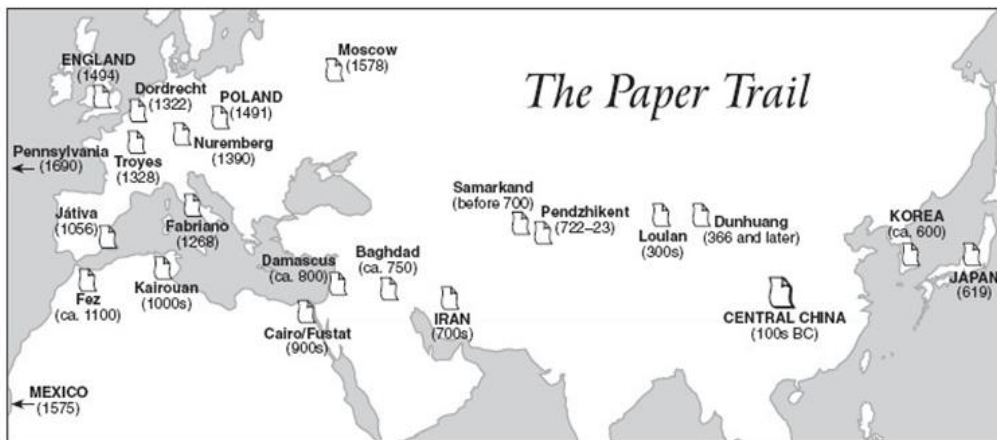 The Paper Trail
ENGLAND
(1494)
Dordrecht
(1322)
POLAND
(1491)
Moscow
(1578)
Nuremberg
(1390)
Pennsylvania
(1690)
Troyes
(1328)
Játiva
(1056)
Fabriano
(1268)
Samarkand
(before 700)
Pendzhikent
(722–23)
Loulan
(300s)
Dunhuang
(366 and later)
KOREA
(ca. 600)
JAPAN
(619)
Fez
(ca. 1100)
Kairouan
(1000s)
Damascus
(ca. 800)
Baghdad
(ca. 750)
Cairo/Fustat
(900s)
IRAN
(700s)
CENTRAL CHINA
(100s BC)
MEXICO
(1575)